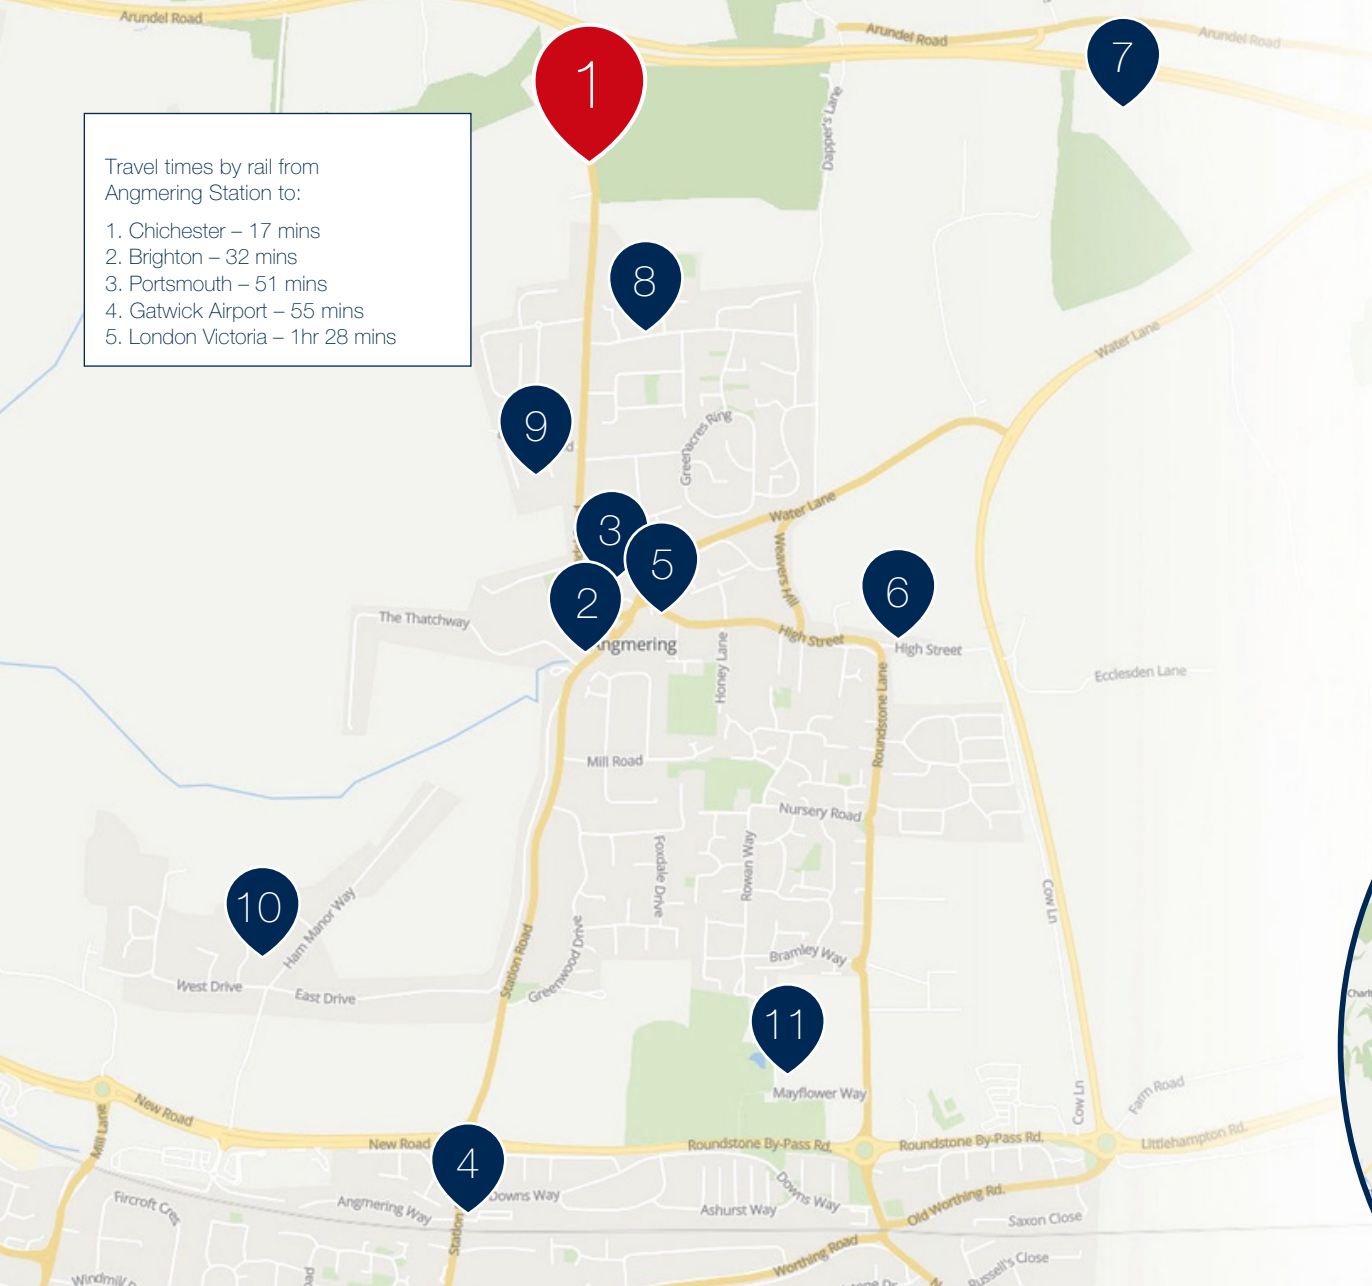 Arundel Road
Arundel Road
Arundel Road
1
7
Dapper's Lane
Travel times by rail from
Angmering Station to:
1. Chichester – 17 mins
2. Brighton – 32 mins
3. Portsmouth – 51 mins
4. Gatwick Airport – 55 mins
5. London Victoria – 1hr 28 mins
8
Water Lane
9
Greenacres Ring
Water Lane
3
5
Weavers Hill
6
2
The Thatchway
High Street
High Street
Honey Lane
Ecclesden Lane
Roundstone Lane
Mill Road
Nursery Road
Foxdale Drive
Rowan Way
10
Ham Manor Way
Cow Ln
Station Road
Greenwood Drive
Bramley Way
West Drive
East Drive
11
Mayflower Way
New Road
Mill Lane
Cow Ln
Farm Road
New Road
Roundstone By-Pass Rd.
Roundstone By-Pass Rd.
Littlehampton Rd.
4
Downs Way
Downs Way
Fircroft Cres
Angmering Way
Ashurst Way
Old Worthing Rd.
Saxon Close
Station
Worthing Road
Russell's Close